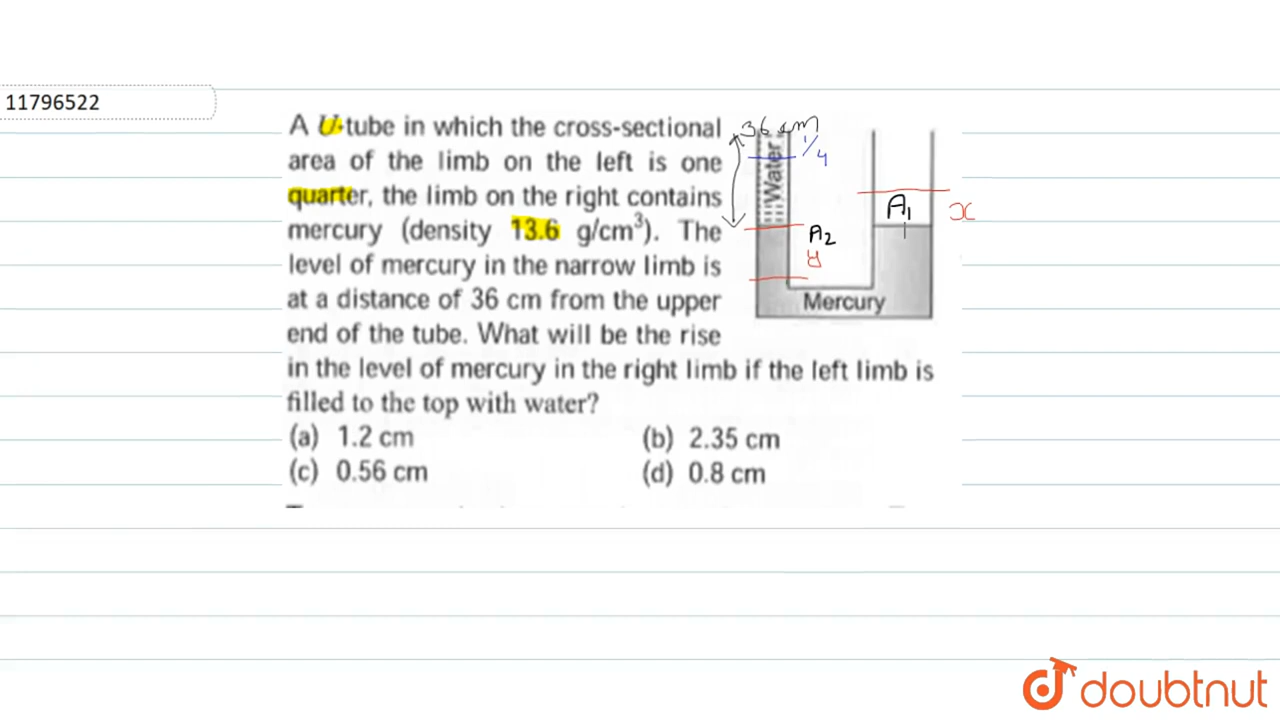 11796522
A U-tube in which the cross-sectional
area of the limb on the left is one
quarter, the limb on the right contains
mercury (density 13.6 g/cm³). The
level of mercury in the narrow limb is
at a distance of 36 cm from the upper
end of the tube. What will be the rise
in the level of mercury in the right limb if the left limb is
filled to the top with water?
(a) 1.2 cm (b) 2.35 cm
(c) 0.56 cm (d) 0.8 cm
36 cm
1/4
Water
A₁
x
A₂
y
Mercury
doubtnut